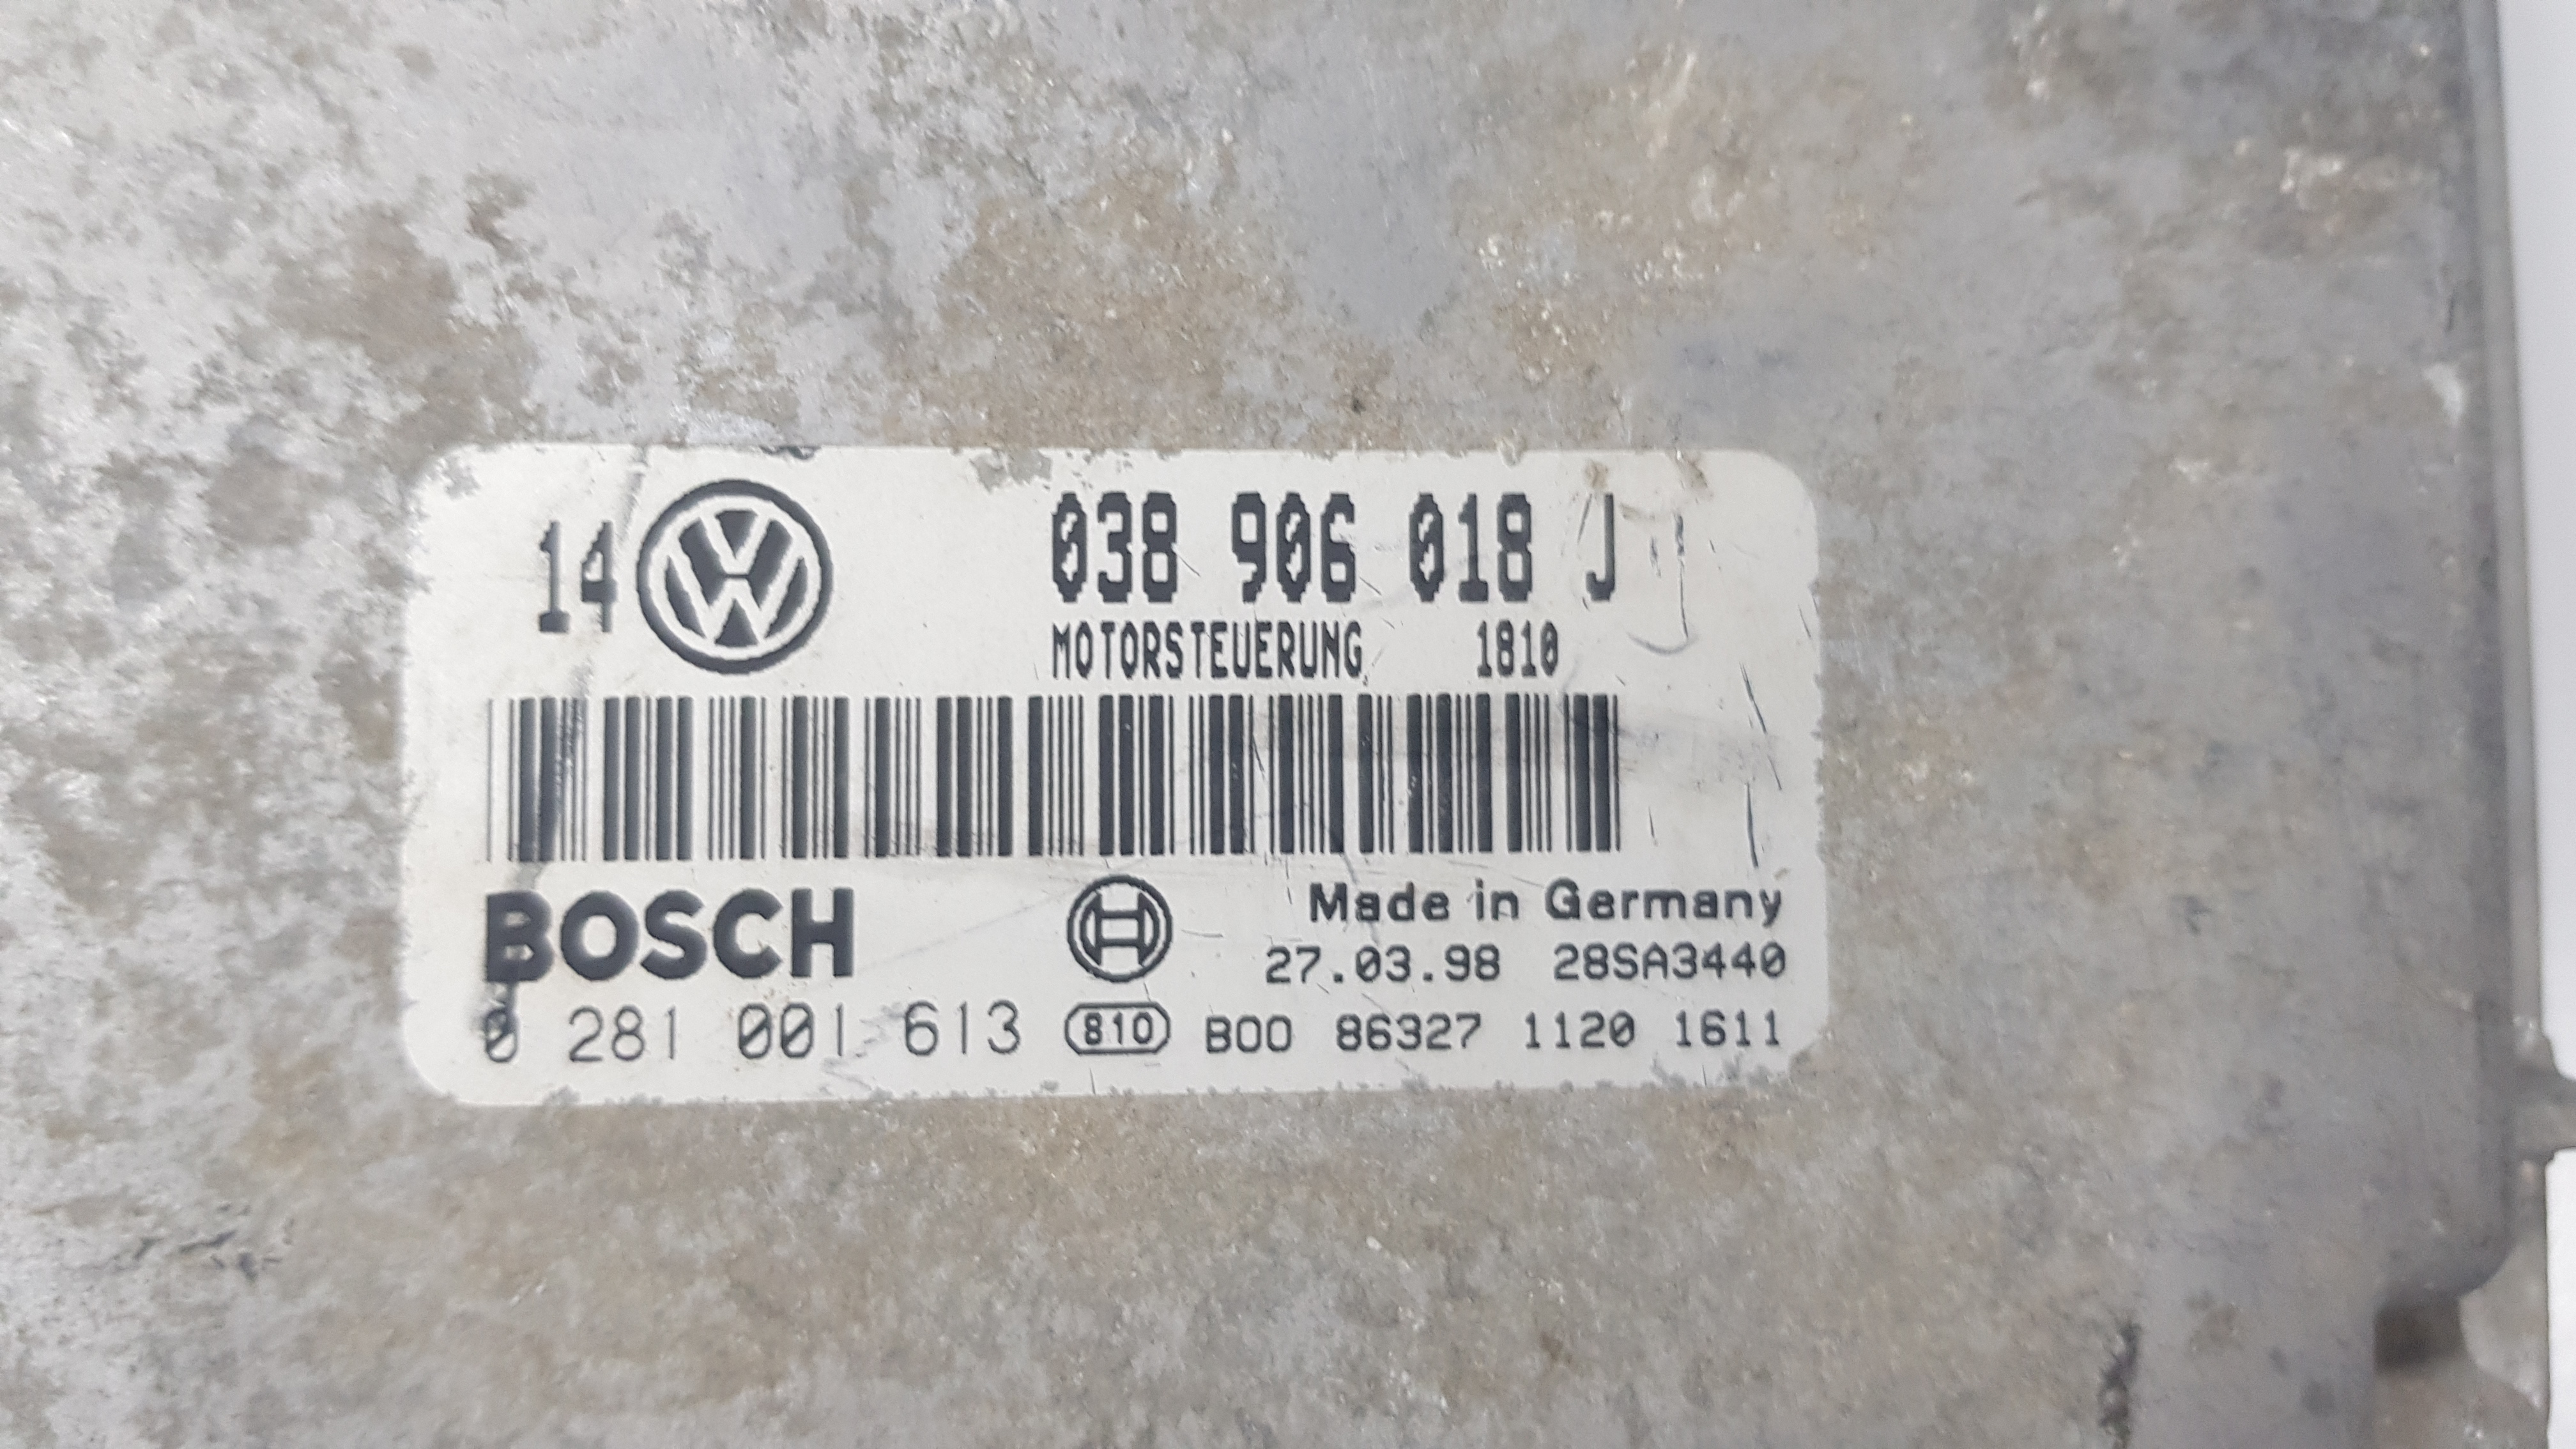 14 VW 038 906 018 J
MOTORSTEUERUNG 1810
BOSCH Made in Germany
27.03.98 28SA3440
0 281 001 613 810 B00 86327 1120 1611